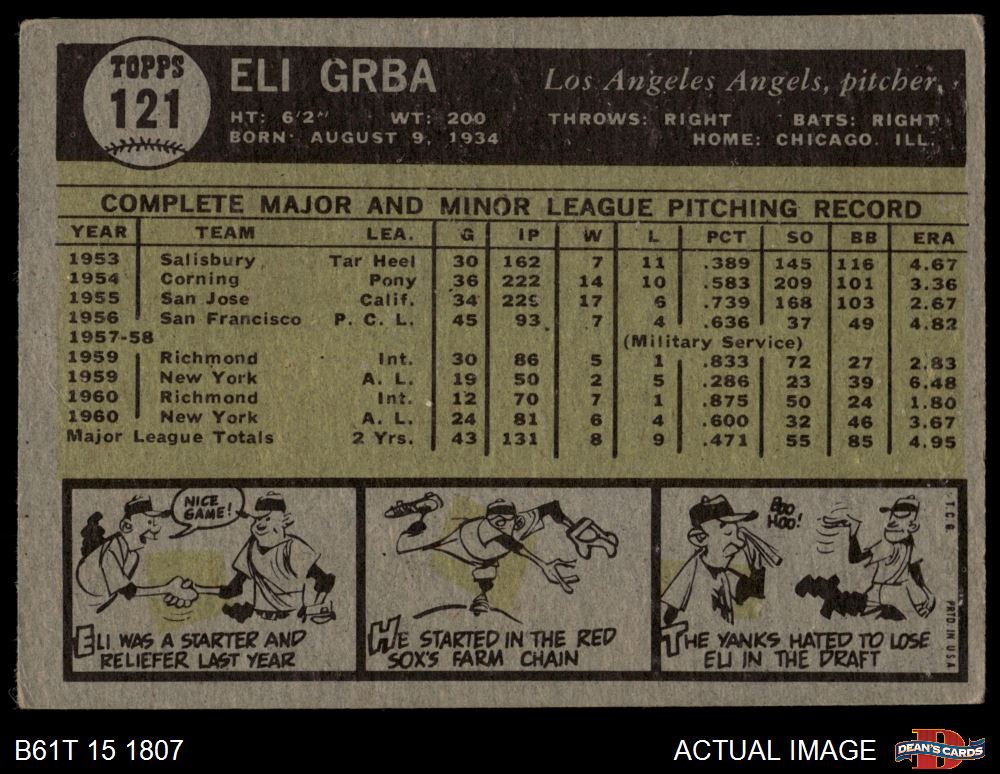 TOPPS
121
ELI GRBA
Los Angeles Angels, pitcher
HT: 6'2" WT: 200 THROWS: RIGHT BATS: RIGHT
BORN: AUGUST 9, 1934 HOME: CHICAGO, ILL.
COMPLETE MAJOR AND MINOR LEAGUE PITCHING RECORD
YEAR TEAM LEA. G IP W L PCT SO BB ERA
1953 Salisbury Tar Heel 30 162 7 11 .389 145 116 4.67
1954 Corning Pony 36 222 14 10 .583 209 101 3.36
1955 San Jose Calif. 34 229 17 6 .739 168 103 2.67
1956 San Francisco P. C. L. 45 93 7 4 .636 37 49 4.82
1957-58 (Military Service)
1959 Richmond Int. 30 86 5 1 .833 72 27 2.83
1959 New York A. L. 19 50 2 5 .286 23 39 6.48
1960 Richmond Int. 12 70 7 1 .875 50 24 1.80
1960 New York A. L. 24 81 6 4 .600 32 46 3.67
Major League Totals 2 Yrs. 43 131 8 9 .471 55 85 4.95
NICE
GAME!
ELI WAS A STARTER AND
RELIEFER LAST YEAR
HE STARTED IN THE RED
SOX'S FARM CHAIN
BOO
HOO!
THE YANKS HATED TO LOSE
ELI IN THE DRAFT
T.C.G.
PRTD. IN U.S.A.
B61T 15 1807
ACTUAL IMAGE
DEAN'S CARDS